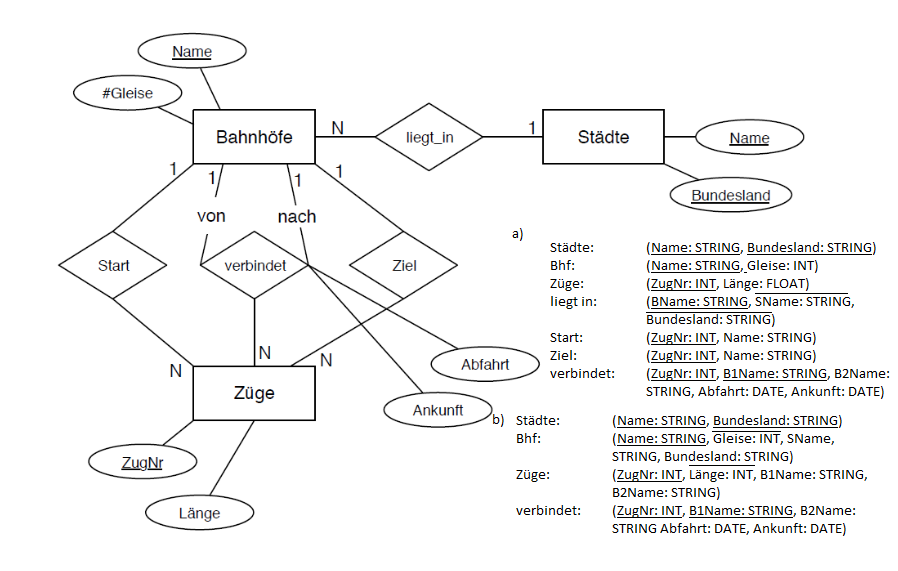 Name
#Gleise
Bahnhöfe
N
liegt_in
1
Städte
Name
Bundesland
1
1
1
1
von
nach
Start
verbindet
Ziel
N
N
N
Züge
Abfahrt
Ankunft
ZugNr
Länge
a)
Städte: (Name: STRING, Bundesland: STRING)
Bhf: (Name: STRING, Gleise: INT)
Züge: (ZugNr: INT, Länge: FLOAT)
liegt in: (BName: STRING, SName: STRING,
Bundesland: STRING)
Start: (ZugNr: INT, Name: STRING)
Ziel: (ZugNr: INT, Name: STRING)
verbindet: (ZugNr: INT, B1Name: STRING, B2Name:
STRING, Abfahrt: DATE, Ankunft: DATE)
b) Städte: (Name: STRING, Bundesland: STRING)
Bhf: (Name: STRING, Gleise: INT, SName,
STRING, Bundesland: STRING)
Züge: (ZugNr: INT, Länge: INT, B1Name: STRING,
B2Name: STRING)
verbindet: (ZugNr: INT, B1Name: STRING, B2Name:
STRING Abfahrt: DATE, Ankunft: DATE)